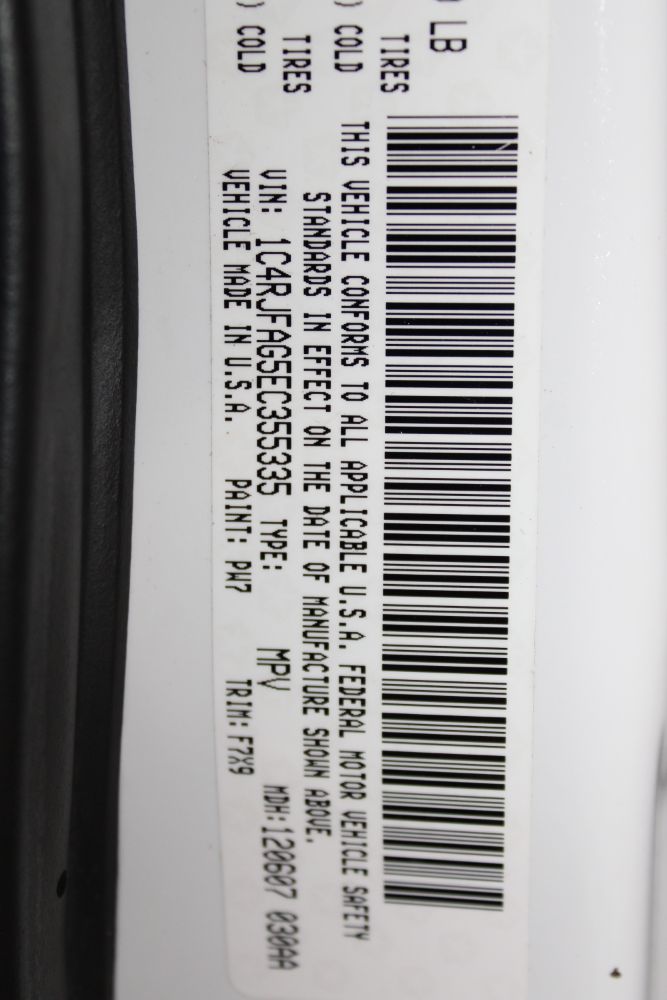 LB
TIRES
) COLD
TIRES
) COLD
THIS VEHICLE CONFORMS TO ALL APPLICABLE U.S.A. FEDERAL MOTOR VEHICLE SAFETY
STANDARDS IN EFFECT ON THE DATE OF MANUFACTURE SHOWN ABOVE.
VIN: 1C4RJFAG5EC355335 TYPE: MPV MDH:120607 030AA
VEHICLE MADE IN U.S.A. PAINT: PW7 TRIM: F7X9